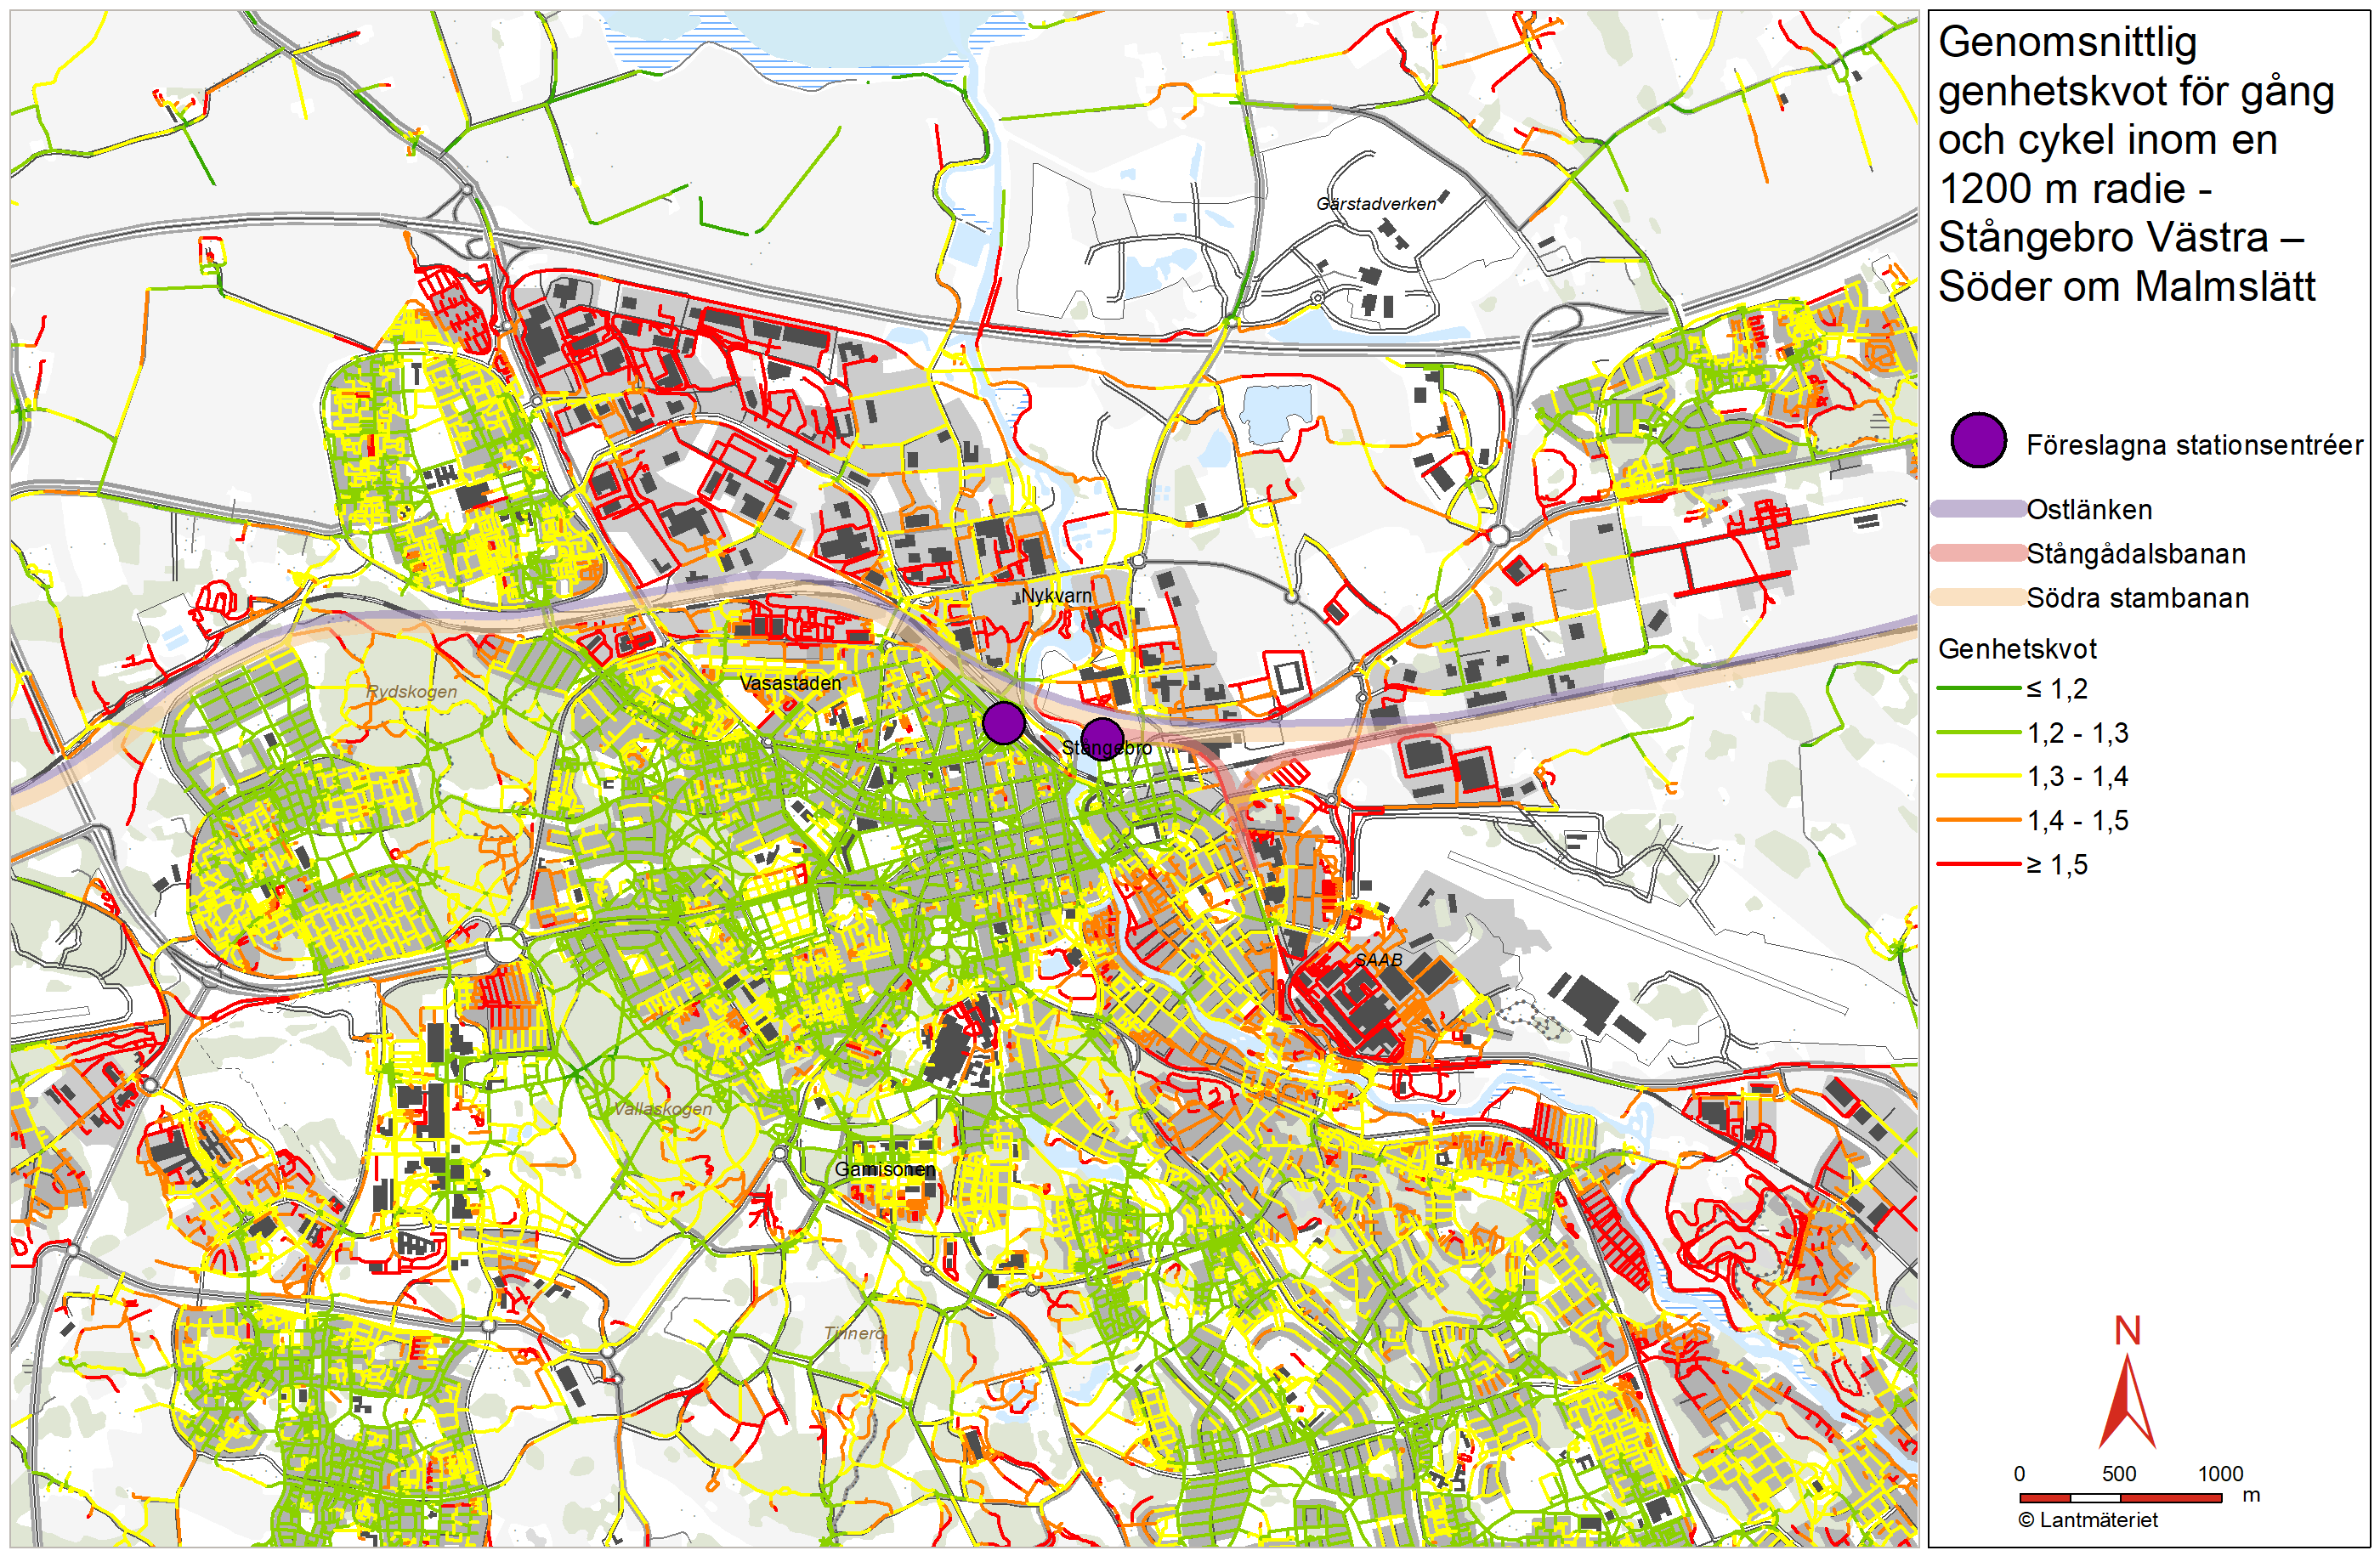 Genomsnittlig
genhetskvot för gång
och cykel inom en
1200 m radie -
Stångebro Västra –
Söder om Malmslätt
Föreslagna stationsentréer
Ostlänken
Stångådalsbanan
Södra stambanan
Genhetskvot
≤ 1,2
1,2 - 1,3
1,3 - 1,4
1,4 - 1,5
≥ 1,5
N
0 500 1000
m
© Lantmäteriet
Gärstadverken
Nykvarn
Rydskogen
Vasastaden
Stångebro
SAAB
Vallaskogen
Garnisonen
Tinnerö